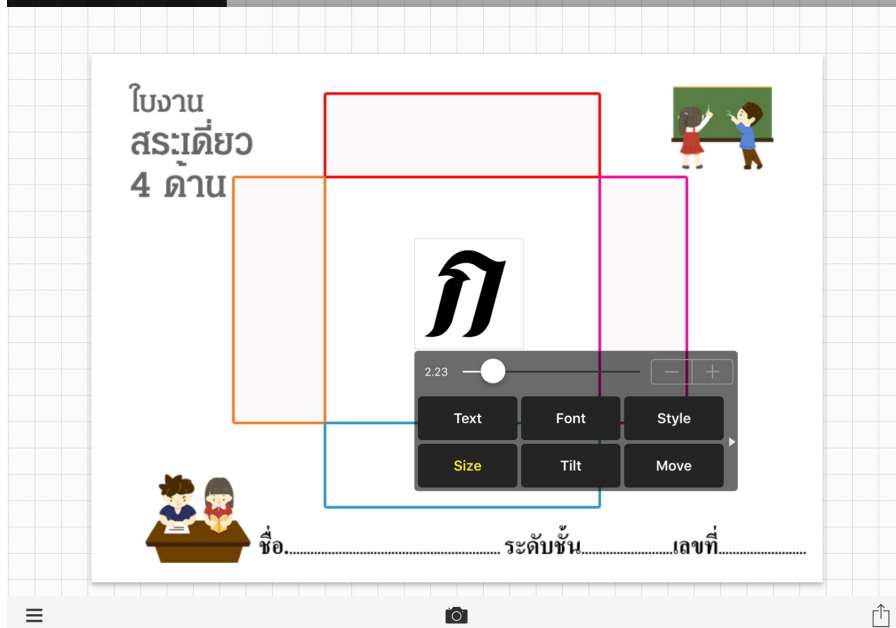 ใบงาน
สระเดี่ยว
4 ด้าน
ก
2.23
Text Font Style
Size Tilt Move
ชื่อ........................................ ระดับชั้น.................เลขที่................